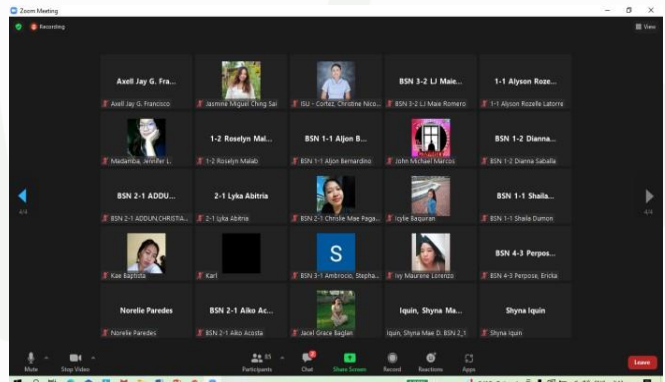 Zoom Meeting
Recording
View
Axell Jay G. Fra...
BSN 3-2 LJ Maie...
1-1 Alyson Roze...
Axell Jay G. Francisco
Jasmine Miguel Ching Sai
ISU - Cortez, Christine Nico...
BSN 3-2 LJ Maie Romero
1-1 Alyson Rozelle Latorre
1-2 Roselyn Mal...
BSN 1-1 Aljon B...
BSN 1-2 Dianna...
Madamba, Jennifer L.
1-2 Roselyn Malab
BSN 1-1 Aljon Bernardino
John Michael Marcos
BSN 1-2 Dianna Saballa
BSN 2-1 ADDU...
2-1 Lyka Abitria
BSN 1-1 Shaila...
4/4
4/4
BSN 2-1 ADDUN,CHRISTIA...
2-1 Lyka Abitria
BSN 2-1 Christie Mae Paga...
Icylle Baquiran
BSN 1-1 Shaila Dumon
S
BSN 4-3 Perpos...
Kae Baptista
Karl
BSN 3-1 Ambrocio, Stepha...
Ivy Maurene Lorenzo
BSN 4-3 Perpose, Ericka
Norelie Paredes
BSN 2-1 Aiko Ac...
Iquin, Shyna Ma...
Shyna Iquin
Norelie Paredes
BSN 2-1 Aiko Acosta
Jacel Grace Baglan
Iquin, Shyna Mae D. BSN 2_1
Shyna Iquin
Mute
Stop Video
85
Participants
2
Chat
Share Screen
Record
Reactions
Apps
Leave